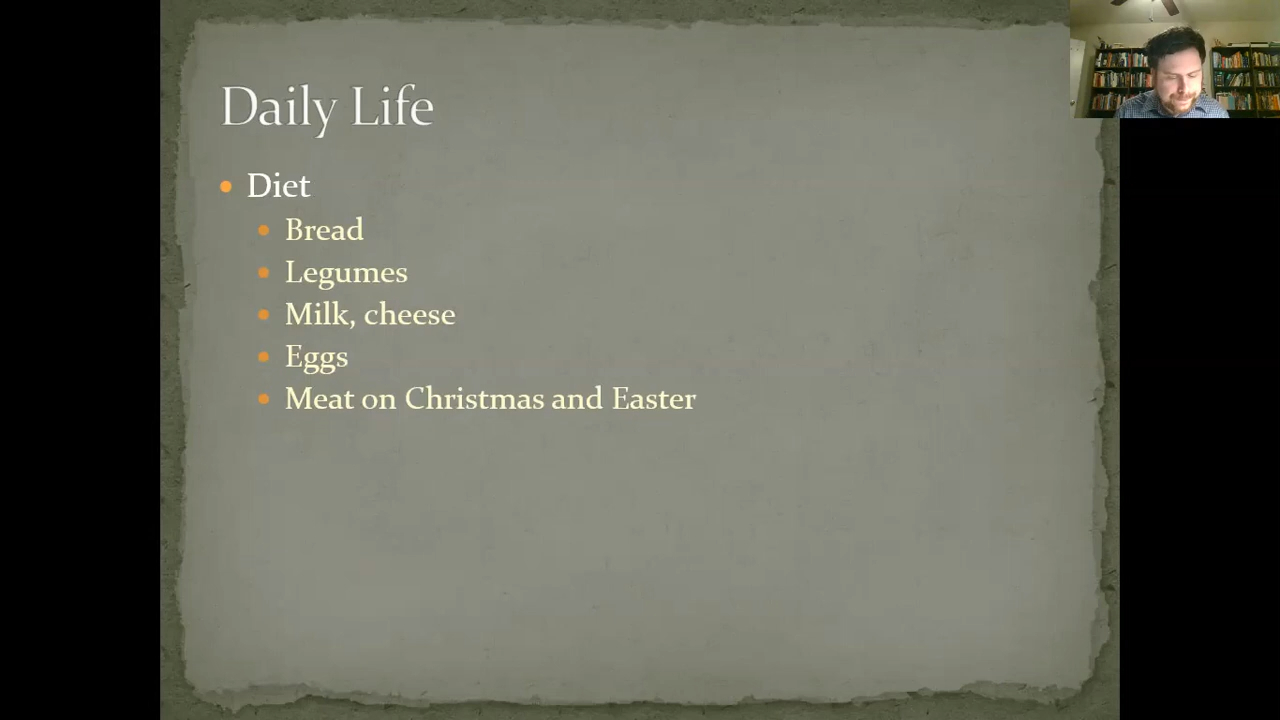 Daily Life
Diet
Bread
Legumes
Milk, cheese
Eggs
Meat on Christmas and Easter